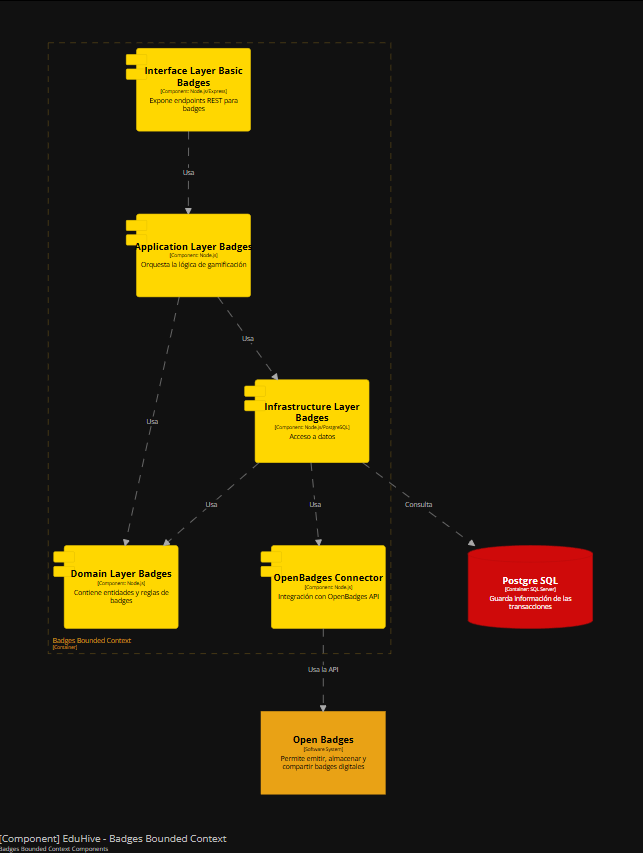 Interface Layer Basic
Badges
[Component: Node.js/Express]
Expone endpoints REST para
badges
Usa
Application Layer Badges
[Component: Node.js]
Orquesta la lógica de gamificación
Usa
Usa
Infrastructure Layer
Badges
[Component: Node.js/PostgreSQL]
Acceso a datos
Usa
Usa
Consulta
Domain Layer Badges
[Component: Node.js]
Contiene entidades y reglas de
badges
OpenBadges Connector
[Component: Node.js]
Integración con OpenBadges API
Postgre SQL
[Container: SQL Server]
Guarda información de las
transacciones
Badges Bounded Context
[Container]
Usa la API
Open Badges
[Software System]
Permite emitir, almacenar y
compartir badges digitales
[Component] EduHive - Badges Bounded Context
Badges Bounded Context Components